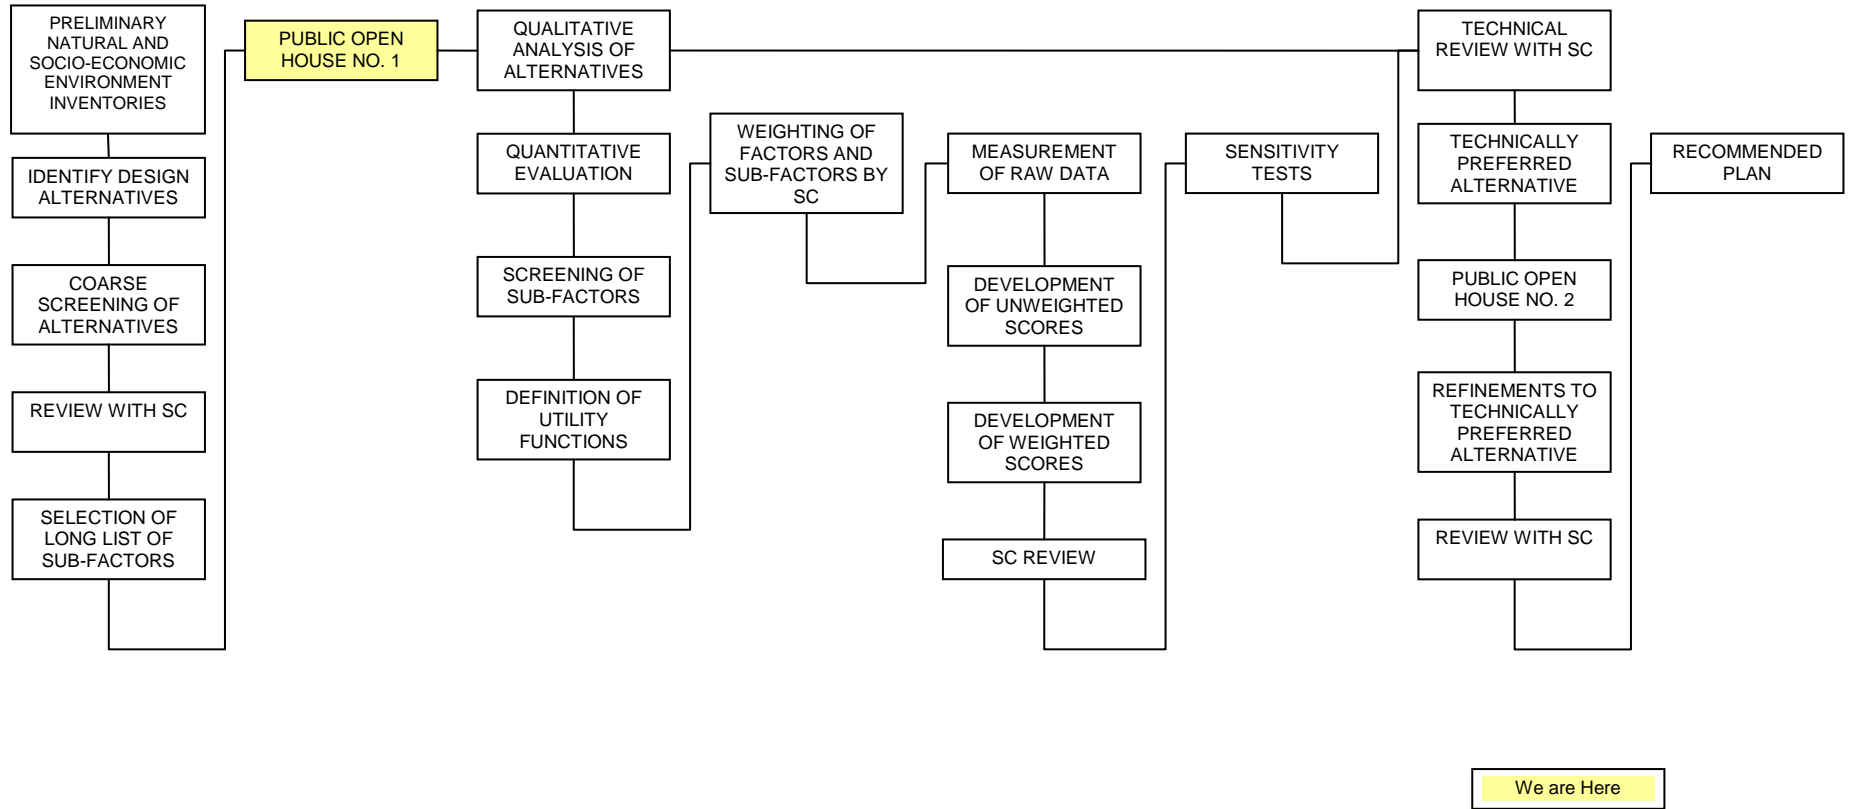 PRELIMINARY
NATURAL AND
SOCIO-ECONOMIC
ENVIRONMENT
INVENTORIES
IDENTIFY DESIGN
ALTERNATIVES
COARSE
SCREENING OF
ALTERNATIVES
REVIEW WITH SC
SELECTION OF
LONG LIST OF
SUB-FACTORS
PUBLIC OPEN
HOUSE NO. 1
QUALITATIVE
ANALYSIS OF
ALTERNATIVES
QUANTITATIVE
EVALUATION
SCREENING OF
SUB-FACTORS
DEFINITION OF
UTILITY
FUNCTIONS
WEIGHTING OF
FACTORS AND
SUB-FACTORS BY
SC
MEASUREMENT
OF RAW DATA
DEVELOPMENT
OF UNWEIGHTED
SCORES
DEVELOPMENT
OF WEIGHTED
SCORES
SC REVIEW
SENSITIVITY
TESTS
TECHNICAL
REVIEW WITH SC
TECHNICALLY
PREFERRED
ALTERNATIVE
PUBLIC OPEN
HOUSE NO. 2
REFINEMENTS TO
TECHNICALLY
PREFERRED
ALTERNATIVE
REVIEW WITH SC
RECOMMENDED
PLAN
We are Here